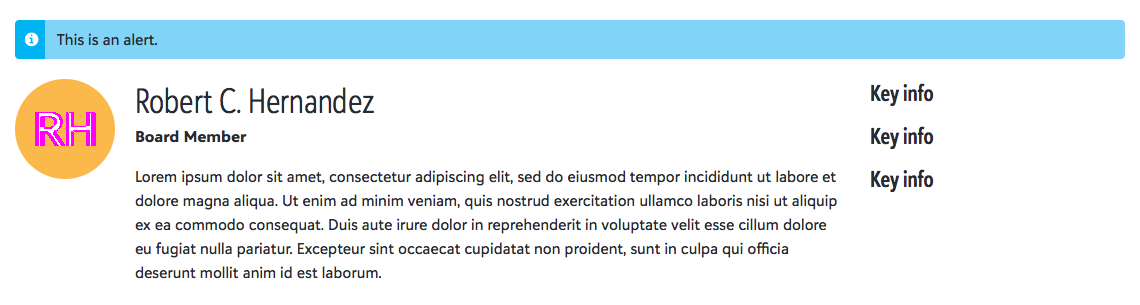 This is an alert.
RH
Robert C. Hernandez
Board Member
Lorem ipsum dolor sit amet, consectetur adipiscing elit, sed do eiusmod tempor incididunt ut labore et
dolore magna aliqua. Ut enim ad minim veniam, quis nostrud exercitation ullamco laboris nisi ut aliquip
ex ea commodo consequat. Duis aute irure dolor in reprehenderit in voluptate velit esse cillum dolore
eu fugiat nulla pariatur. Excepteur sint occaecat cupidatat non proident, sunt in culpa qui officia
deserunt mollit anim id est laborum.
Key info
Key info
Key info